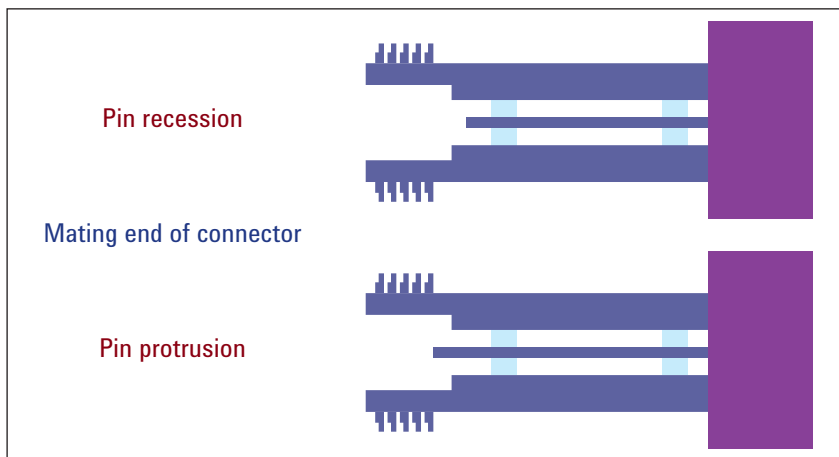 Pin recession
Mating end of connector
Pin protrusion